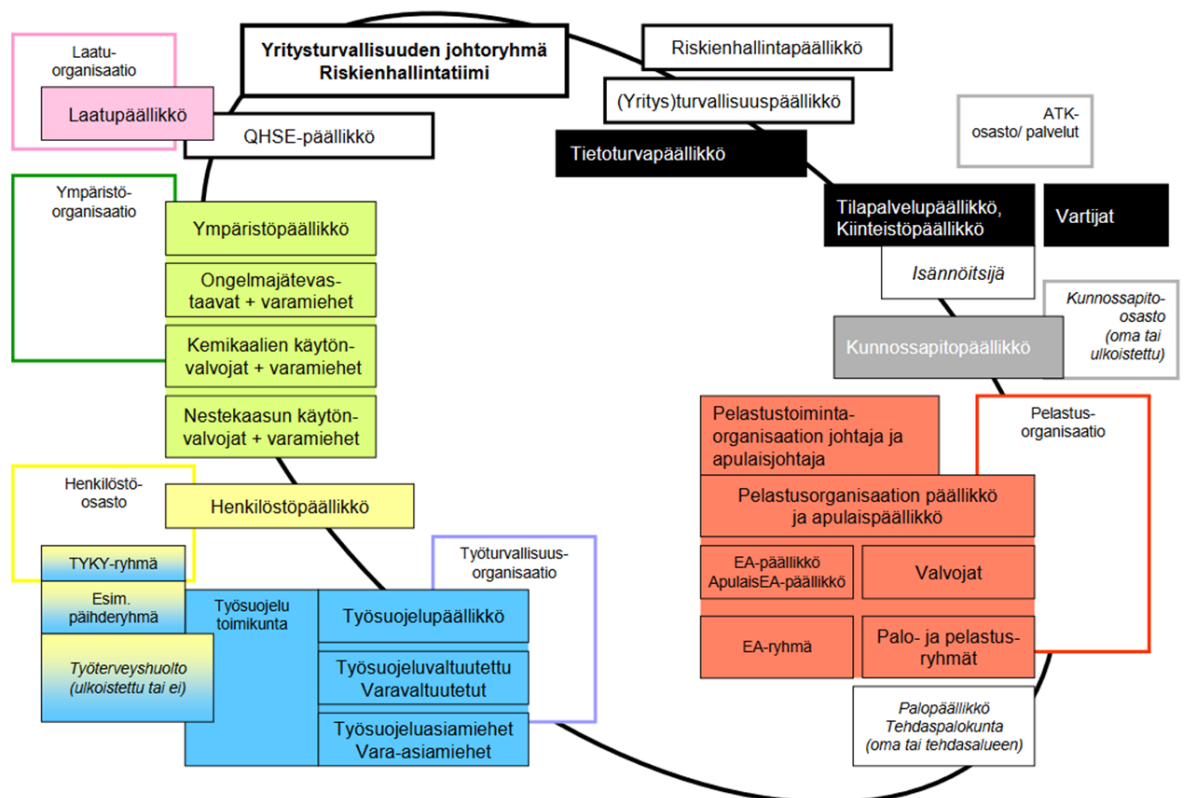 Laatu-
organisaatio
Laatupäällikkö
Yritysturvallisuuden johtoryhmä
Riskienhallintatiimi
QHSE-päällikkö
Riskienhallintapäällikkö
(Yritys)turvallisuuspäällikkö
Tietoturvapäällikkö
ATK-
osasto/ palvelut
Tilapalvelupäällikkö,
Kiinteistöpäällikkö
Vartijat
Isännöitsijä
Kunnossapito-
osasto
(oma tai
ulkoistettu)
Kunnossapitopäällikkö
Ympäristö-
organisaatio
Ympäristöpäällikkö
Ongelmajätevas-
taavat + varamiehet
Kemikaalien käytön-
valvojat + varamiehet
Nestekaasun käytön-
valvojat + varamiehet
Henkilöstö-
osasto
Henkilöstöpäällikkö
TYKY-ryhmä
Esim.
päihderyhmä
Työterveyshuolto
(ulkoistettu tai ei)
Työsuojelu
toimikunta
Työturvallisuus-
organisaatio
Työsuojelupäällikkö
Työsuojeluvaltuutettu
Varavaltuutetut
Työsuojeluasiamiehet
Vara-asiamiehet
Pelastustoiminta-
organisaation johtaja ja
apulaisjohtaja
Pelastus-
organisaatio
Pelastusorganisaation päällikkö
ja apulaispäällikkö
EA-päällikkö
ApulaisEA-päällikkö
Valvojat
EA-ryhmä
Palo- ja pelastus-
ryhmät
Palopäällikkö
Tehdaspalokunta
(oma tai tehdasalueen)